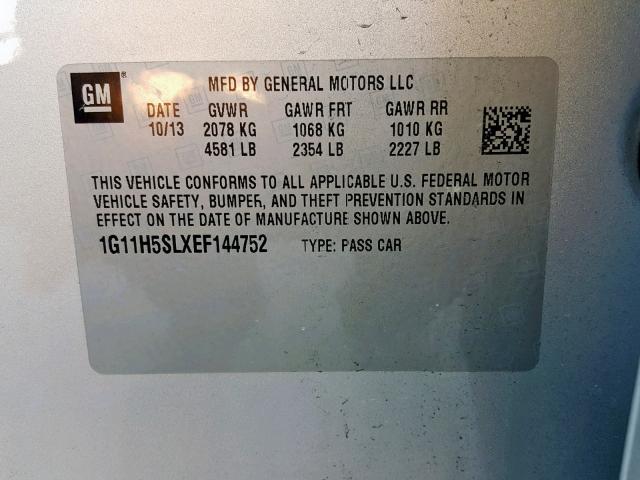 GM ®
MFD BY GENERAL MOTORS LLC
DATE GVWR GAWR FRT GAWR RR
10/13 2078 KG 1068 KG 1010 KG
4581 LB 2354 LB 2227 LB
THIS VEHICLE CONFORMS TO ALL APPLICABLE U.S. FEDERAL MOTOR
VEHICLE SAFETY, BUMPER, AND THEFT PREVENTION STANDARDS IN
EFFECT ON THE DATE OF MANUFACTURE SHOWN ABOVE.
1G11H5SLXEF144752 TYPE: PASS CAR